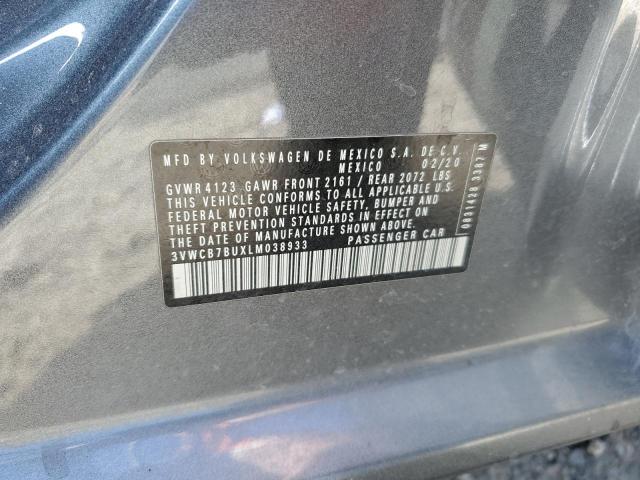 MFD BY VOLKSWAGEN DE MEXICO S.A. DE C.V.
MEXICO 02/20
GVWR 4123 GAWR FRONT 2161 / REAR 2072 LBS
THIS VEHICLE CONFORMS TO ALL APPLICABLE U.S.
FEDERAL MOTOR VEHICLE SAFETY, BUMPER AND
THEFT PREVENTION STANDARDS IN EFFECT ON
THE DATE OF MANUFACTURE SHOWN ABOVE.
3VWCB7BUXLM038933 PASSENGER CAR